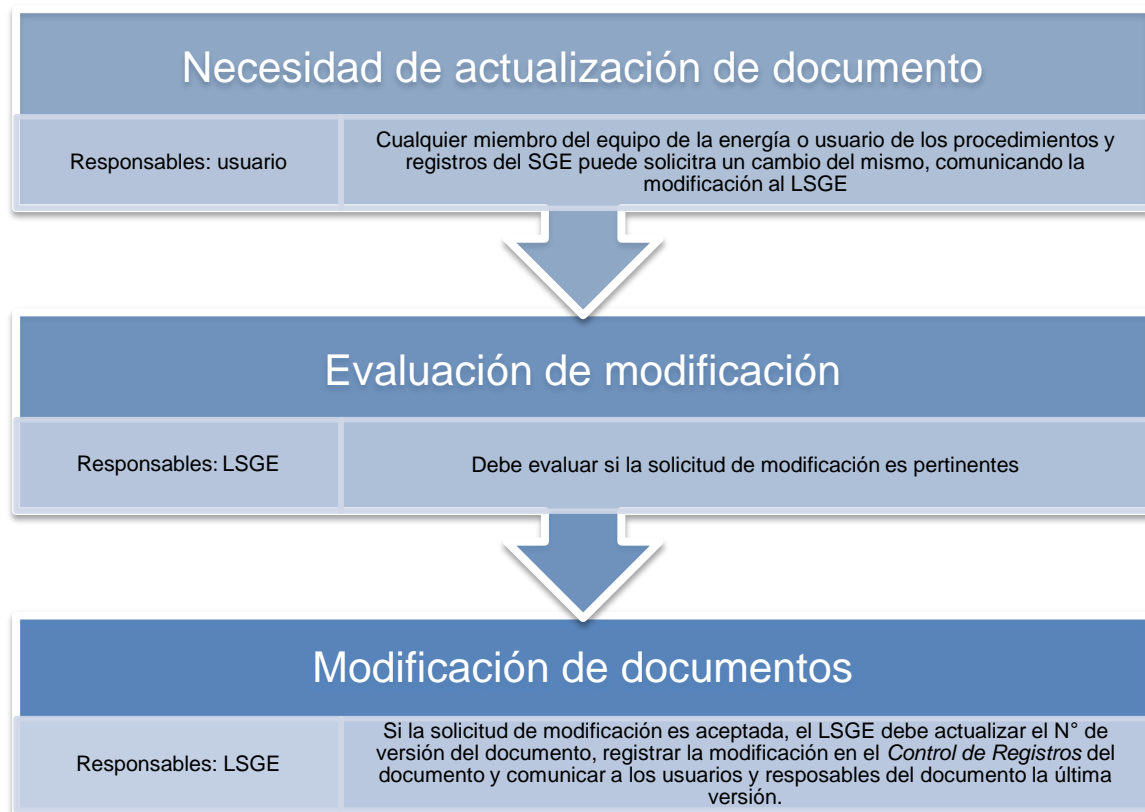 Necesidad de actualización de documento
Responsables: usuario
Cualquier miembro del equipo de la energía o usuario de los procedimientos y
registros del SGE puede solicitra un cambio del mismo, comunicando la
modificación al LSGE
Evaluación de modificación
Responsables: LSGE
Debe evaluar si la solicitud de modificación es pertinentes
Modificación de documentos
Responsables: LSGE
Si la solicitud de modificación es aceptada, el LSGE debe actualizar el N° de
versión del documento, registrar la modificación en el Control de Registros del
documento y comunicar a los usuarios y resposables del documento la última
versión.